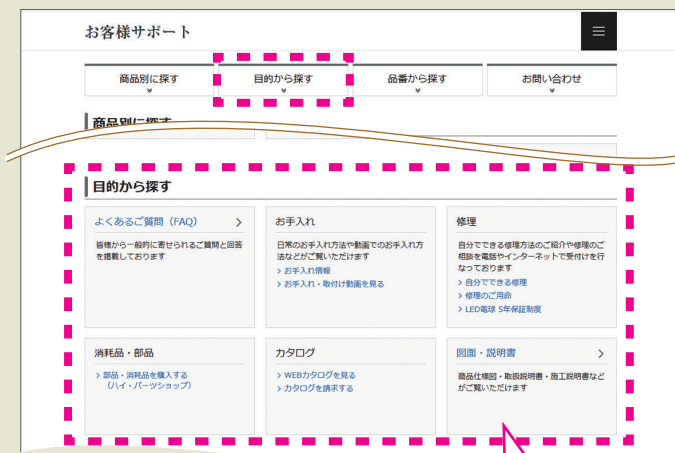 お客様サポート
商品別に探す
目的から探す
品番から探す
お問い合わせ
商品別に探す
目的から探す
よくあるご質問（FAQ）
皆様から一般的に寄せられるご質問と回答
を掲載しております
お手入れ
日常のお手入れ方法や動画でのお手入れ方
法などがご覧いただけます
> お手入れ情報
> お手入れ・取付け動画を見る
修理
自分でできる修理方法のご紹介や修理のご
相談を電話やインターネットで受付けを行
なっております
> 自分でできる修理
> 修理のご用命
> LED電球 5年保証制度
消耗品・部品
> 部品・消耗品を購入する
（ハイ・パーツショップ）
カタログ
> WEBカタログを見る
> カタログを請求する
図面・説明書
商品仕様図・取扱説明書・施工説明書など
がご覧いただけます